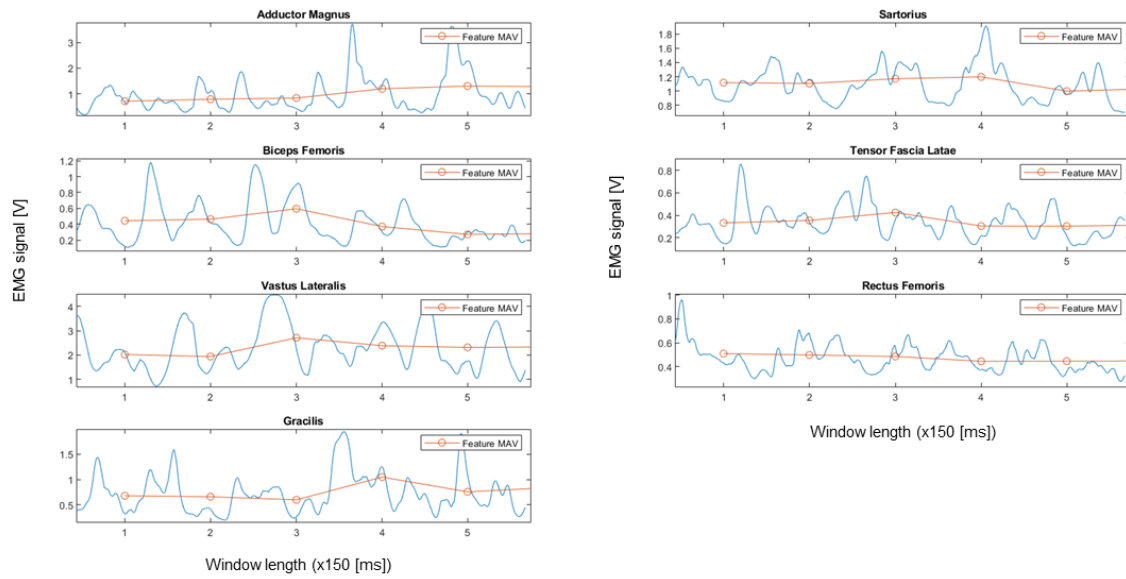 Adductor Magnus
Feature MAV
3
2
1
1 2 3 4 5
Biceps Femoris
Feature MAV
1.2
1
0.8
0.6
0.4
0.2
1 2 3 4 5
Vastus Lateralis
Feature MAV
4
3
2
1
1 2 3 4 5
Gracilis
Feature MAV
1.5
1
0.5
1 2 3 4 5
EMG signal [V]
Window length (x150 [ms])
Sartorius
Feature MAV
1.8
1.6
1.4
1.2
1
0.8
1 2 3 4 5
Tensor Fascia Latae
Feature MAV
0.8
0.6
0.4
0.2
1 2 3 4 5
Rectus Femoris
Feature MAV
1
0.8
0.6
0.4
1 2 3 4 5
EMG signal [V]
Window length (x150 [ms])